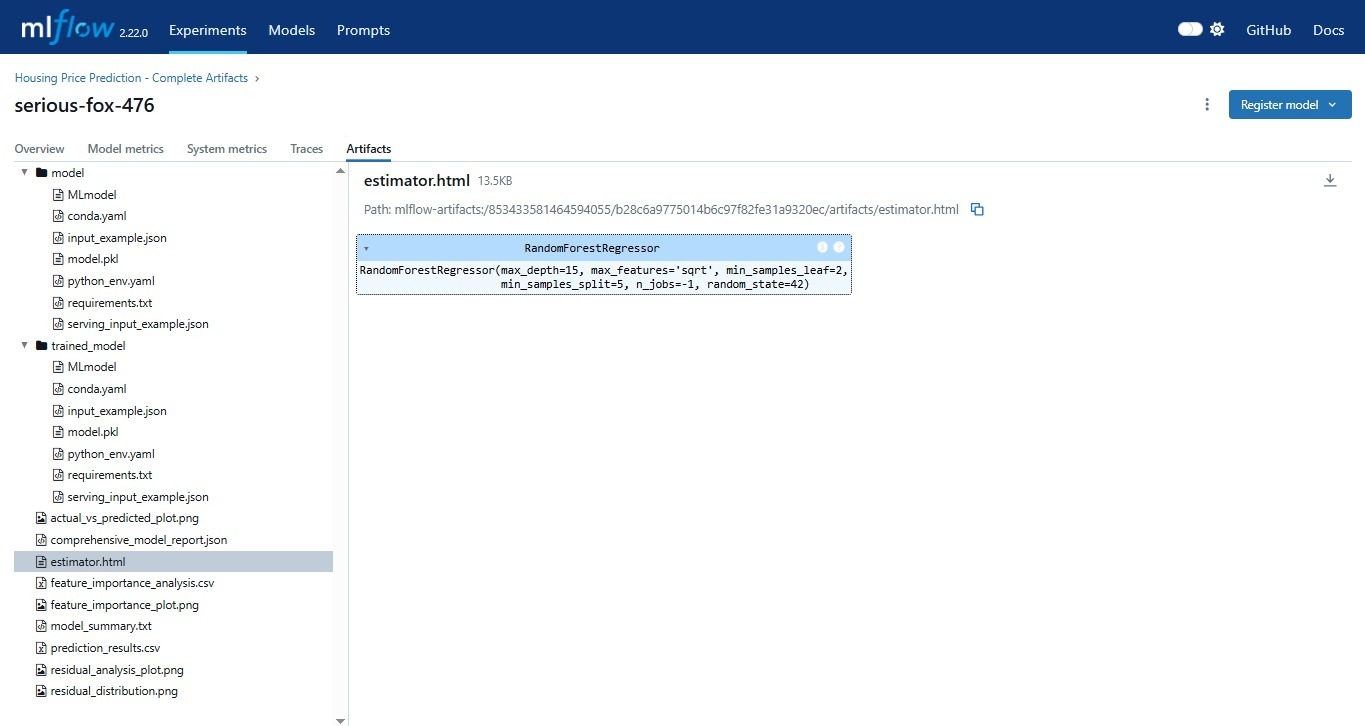 mlflow 2.22.0 Experiments Models Prompts GitHub Docs
Housing Price Prediction - Complete Artifacts ›
serious-fox-476
Register model
Overview Model metrics System metrics Traces Artifacts
model
MLmodel
conda.yaml
input_example.json
model.pkl
python_env.yaml
requirements.txt
serving_input_example.json
trained_model
MLmodel
conda.yaml
input_example.json
model.pkl
python_env.yaml
requirements.txt
serving_input_example.json
actual_vs_predicted_plot.png
comprehensive_model_report.json
estimator.html
feature_importance_analysis.csv
feature_importance_plot.png
model_summary.txt
prediction_results.csv
residual_analysis_plot.png
residual_distribution.png
estimator.html 13.5KB
Path: mlflow-artifacts:/853433581464594055/b28c6a9775014b6c97f82fe31a9320ec/artifacts/estimator.html
RandomForestRegressor
RandomForestRegressor(max_depth=15, max_features='sqrt', min_samples_leaf=2,
min_samples_split=5, n_jobs=-1, random_state=42)